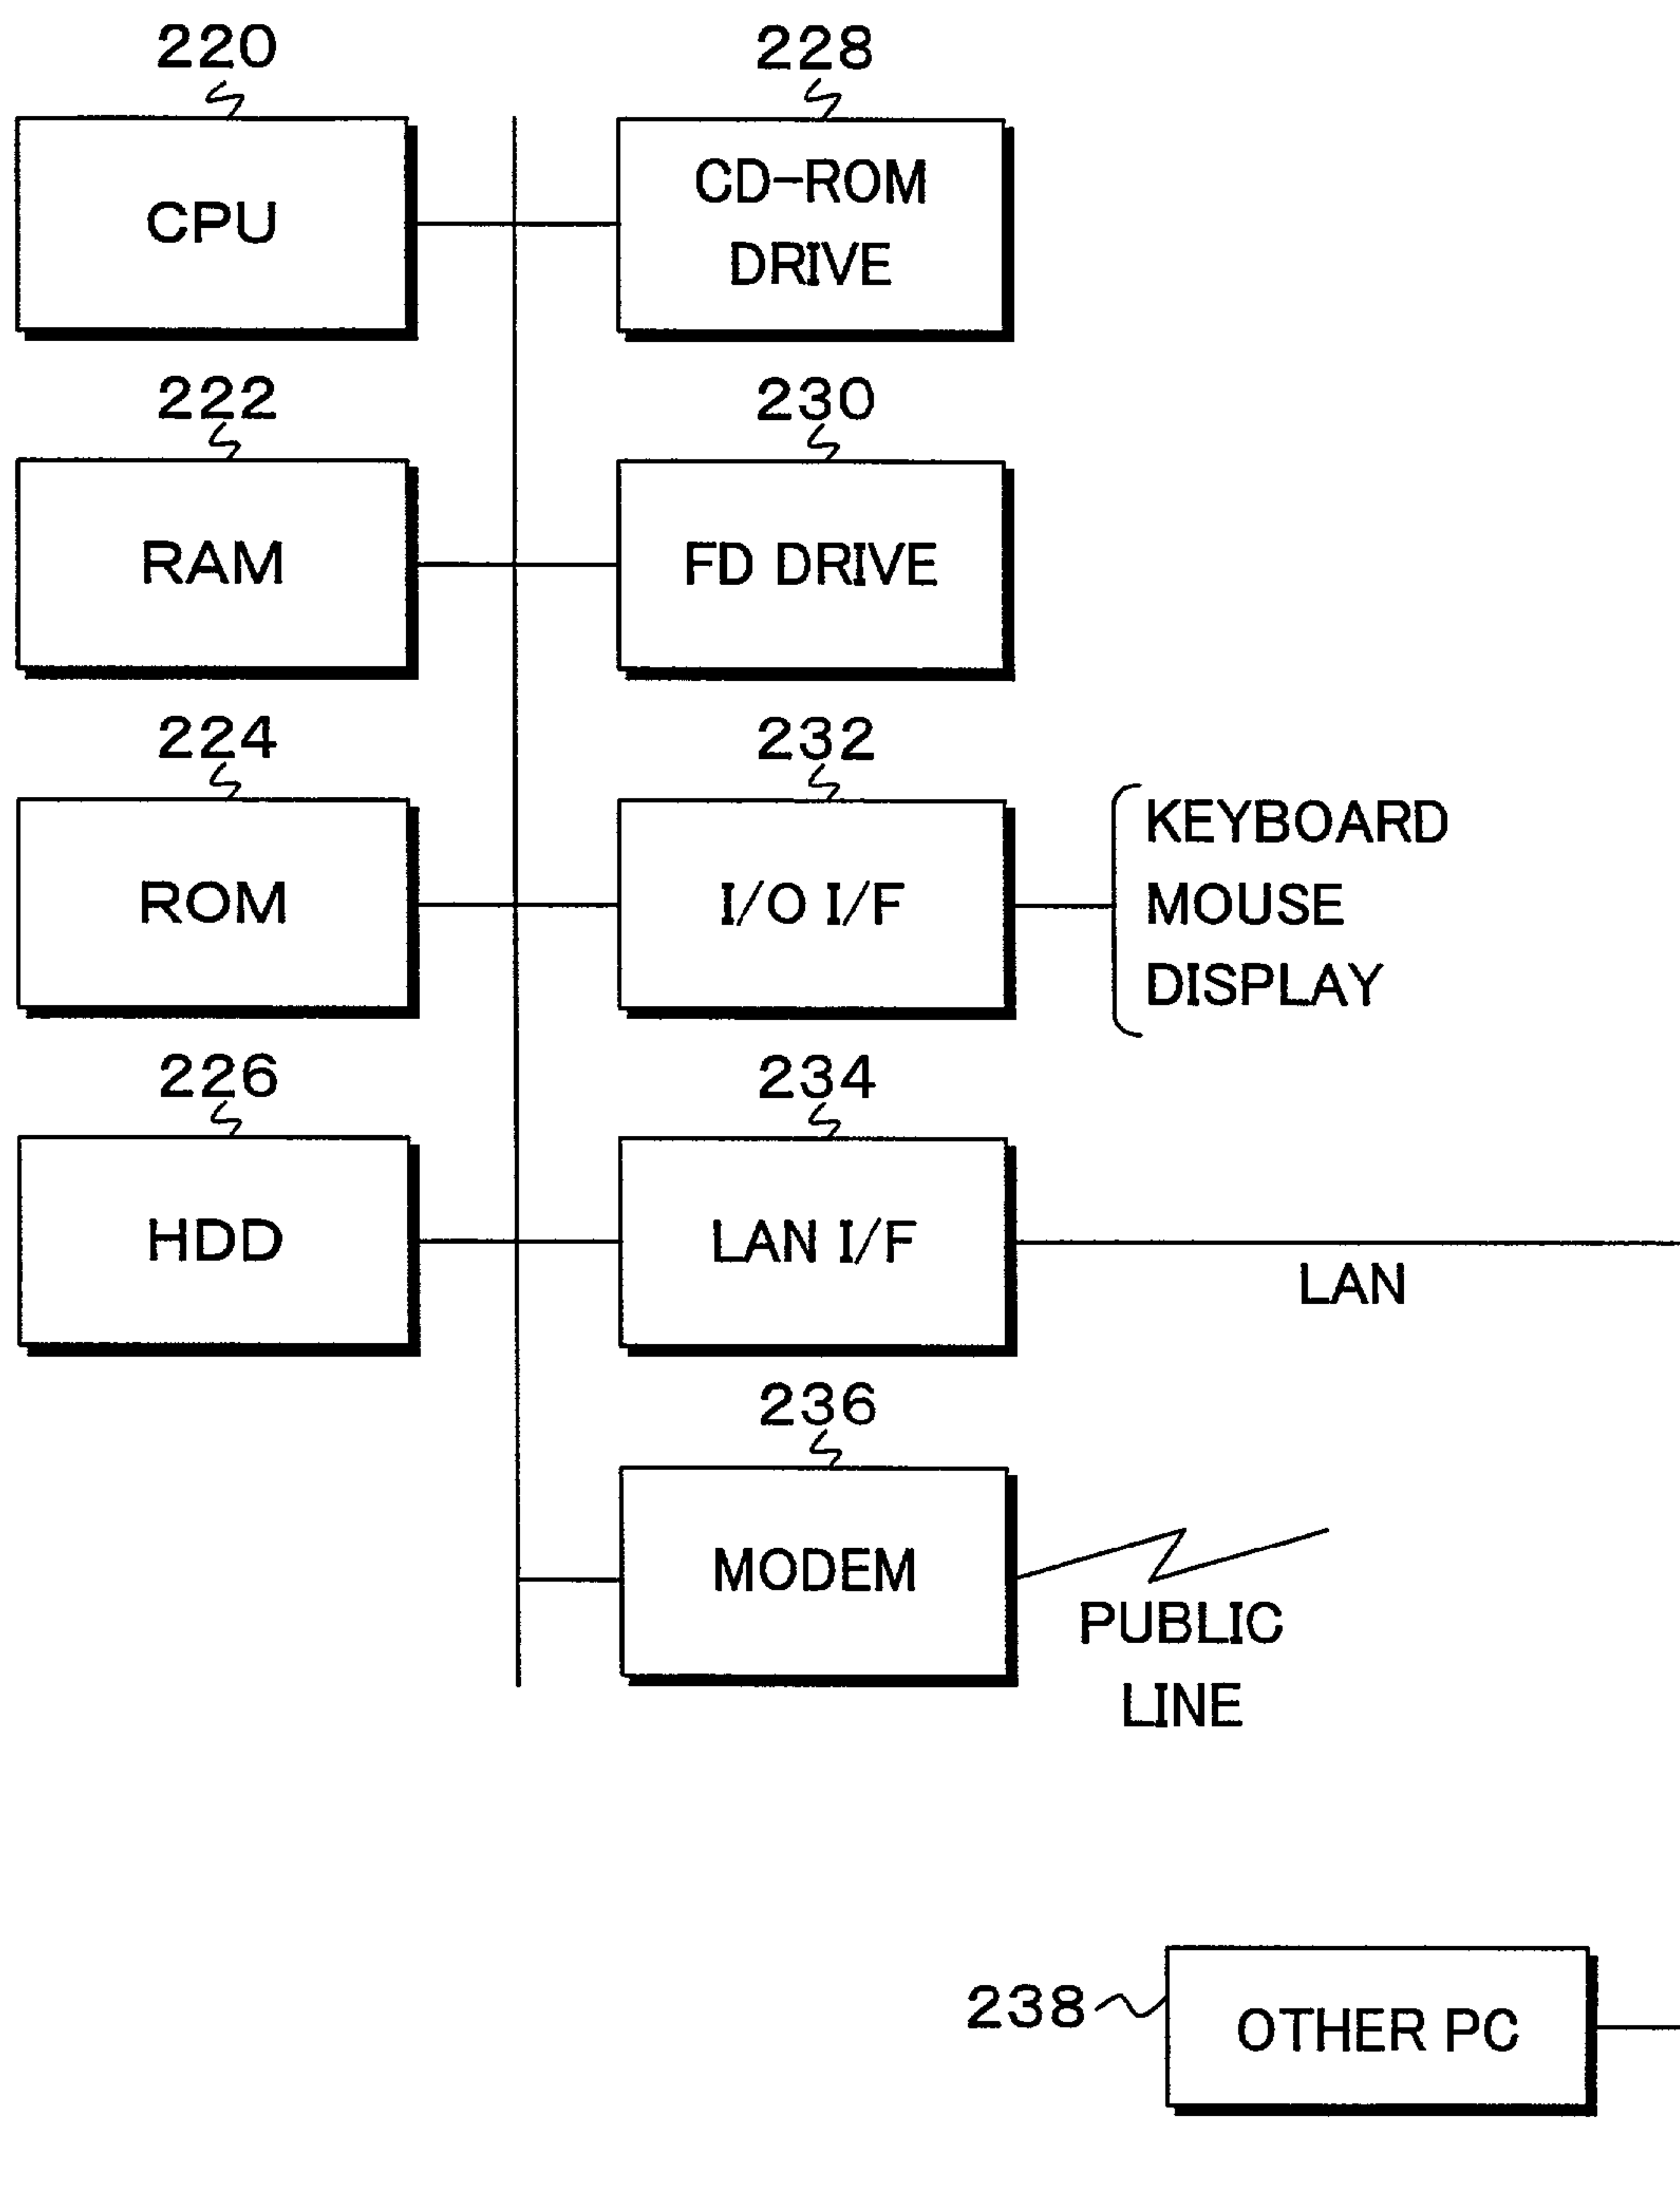 220
228
CPU
CD-ROM
DRIVE
222
230
RAM
FD DRIVE
224
232
ROM
I/O I/F
KEYBOARD
MOUSE
DISPLAY
226
234
HDD
LAN I/F
LAN
236
MODEM
PUBLIC
LINE
238
OTHER PC